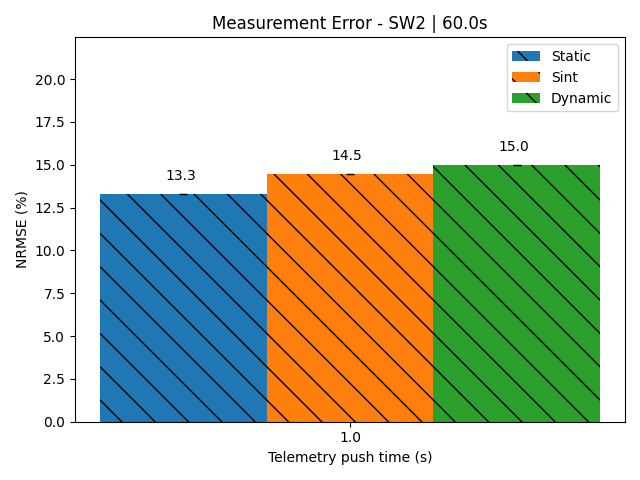 Measurement Error - SW2 | 60.0s
Static
Sint
Dynamic
20.0
17.5
15.0
12.5
10.0
7.5
5.0
2.5
0.0
NRMSE (%)
13.3
14.5
15.0
1.0
Telemetry push time (s)